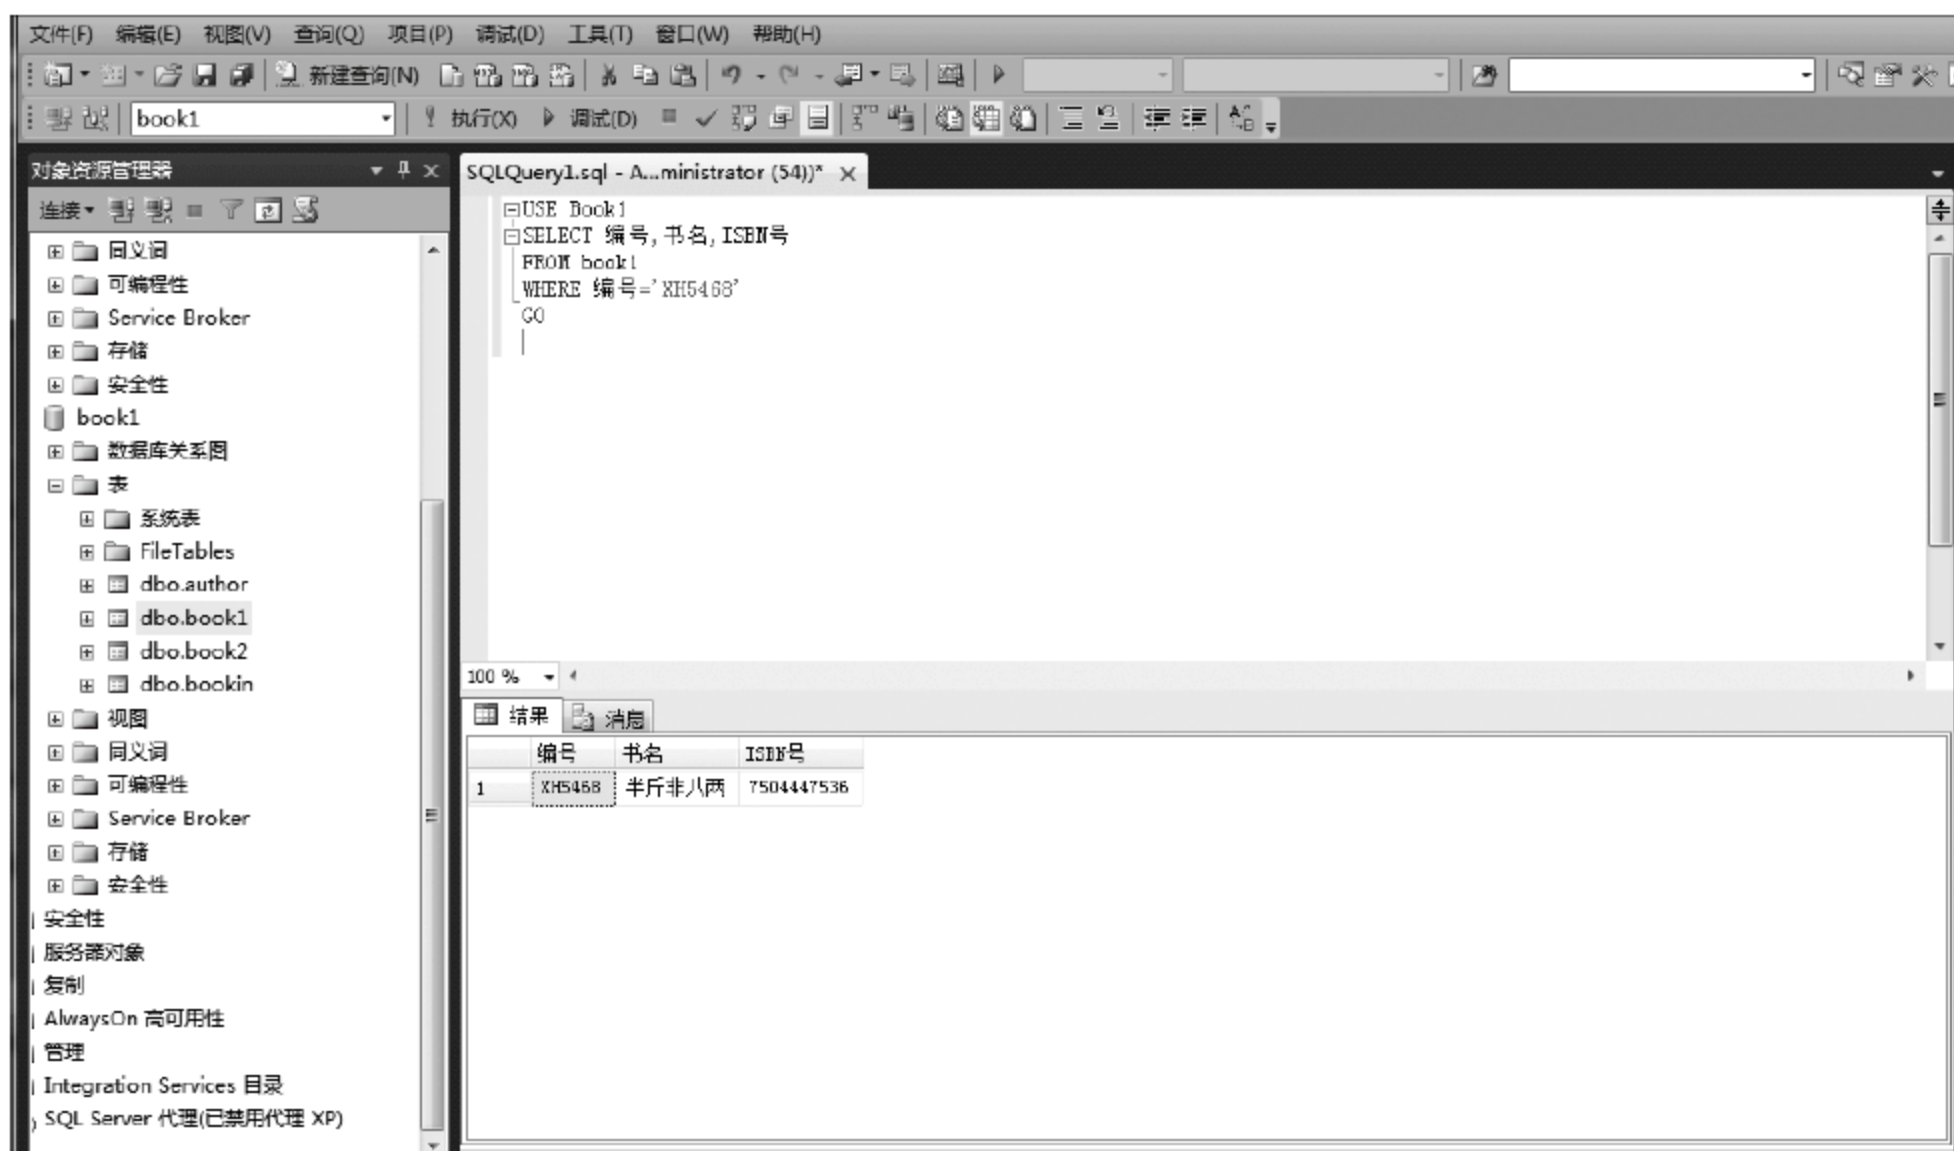 文件(F) 编辑(E) 视图(V) 查询(Q) 项目(P) 调试(D) 工具(T) 窗口(W) 帮助(H)
新建查询(N)
book1 执行(X) 调试(D)
对象资源管理器
连接
同义词
可编程性
Service Broker
存储
安全性
book1
数据库关系图
表
系统表
FileTables
dbo.author
dbo.book1
dbo.book2
dbo.bookin
视图
同义词
可编程性
Service Broker
存储
安全性
安全性
服务器对象
复制
AlwaysOn 高可用性
管理
Integration Services 目录
SQL Server 代理(已禁用代理 XP)
SQLQuery1.sql - A...ministrator (54))*
USE Book1
SELECT 编号,书名,ISBN号
FROM book1
WHERE 编号='XH5468'
GO
100 %
结果 消息
编号 书名 ISBN号
1 XH5468 半斤非八两 7504447536